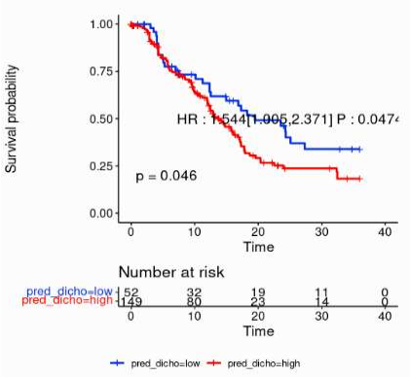 1.00
0.75
0.50
0.25
0.00
Survival probability
HR : 1.544[1.005,2.371] P : 0.0474
p = 0.046
0 10 20 30 40
Time
Number at risk
pred_dicho=low 52 32 19 11 0
pred_dicho=high 149 80 23 14 0
0 10 20 30 40
Time
pred_dicho=low pred_dicho=high